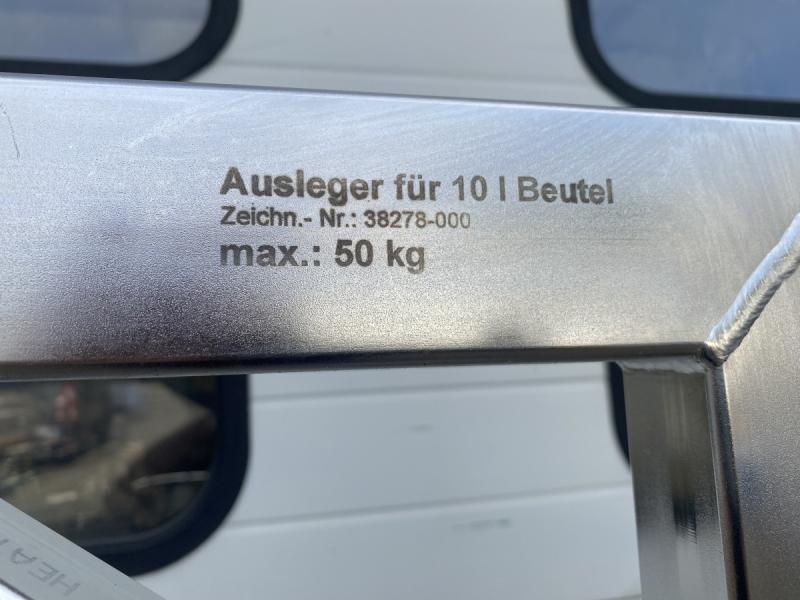 Ausleger für 10 l Beutel
Zeichn.- Nr.: 38278-000
max.: 50 kg